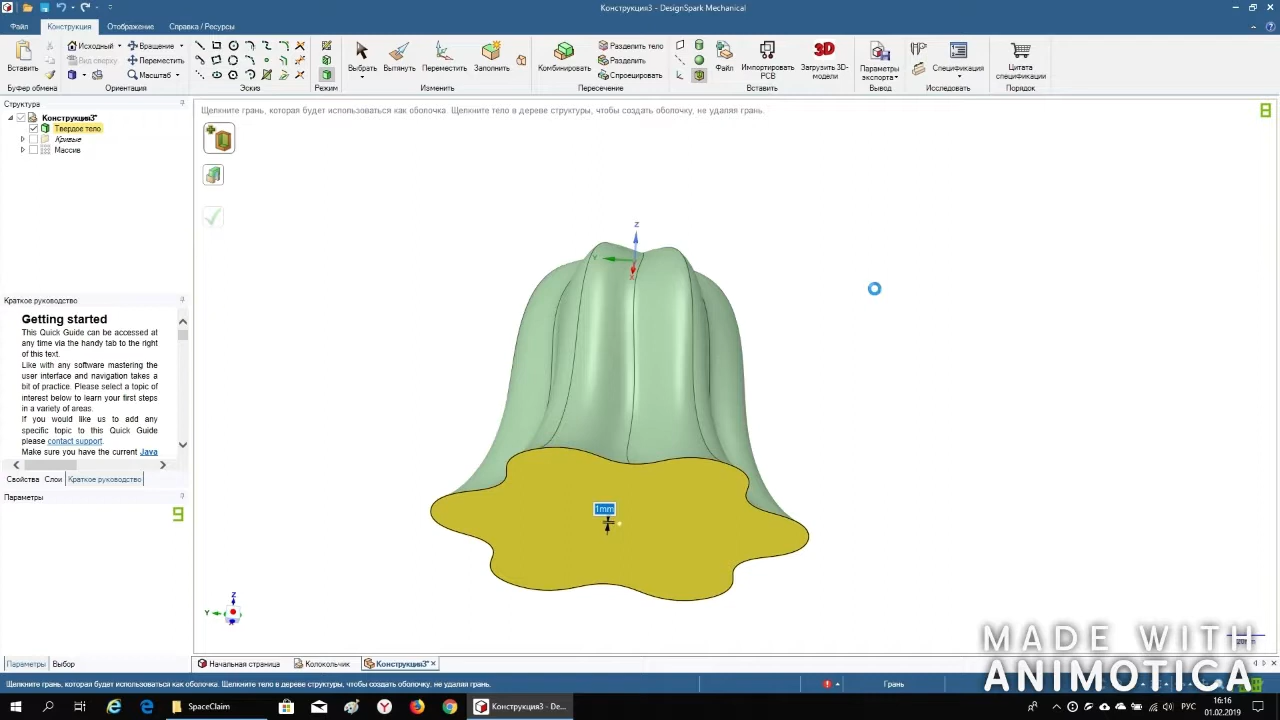 Конструкция3 - DesignSpark Mechanical
Файл Конструкция Отображение Справка / Ресурсы
Вставить
Исходный Вращение
Вид сверху Переместить
Масштаб
Выбрать Вытянуть Переместить Заполнить
Комбинировать
Разделить тело
Разделить
Спроецировать
Файл Импортировать PCB
3D
Загрузить 3D-модели
Параметры экспорта
Спецификация
Цитата спецификации
Буфер обмена Ориентация Эскиз Режим Изменить Пересечение Вставить Вывод Исследовать Порядок
Структура
Щелкните грань, которая будет использоваться как оболочка. Щелкните тело в дереве структуры, чтобы создать оболочку, не удаляя грань.
Конструкция3*
Твердое тело
Кривые
Массив
8
Z
Y
X
Краткое руководство
Getting started
This Quick Guide can be accessed at
any time via the handy tab to the right
of this text.
Like with any software mastering the
user interface and navigation takes a
bit of practice. Please select a topic of
interest below to learn your first steps
in a variety of areas.
If you would like us to add any
specific topic to this Quick Guide
please contact support.
Make sure you have the current Java
Свойства Слои Краткое руководство
Параметры
9
1mm
Z
Y
MADE WITH
ANIMOTICA
Параметры Выбор
Начальная страница Колокольчик Конструкция3*
Щелкните грань, которая будет использоваться как оболочка. Щелкните тело в дереве структуры, чтобы создать оболочку, не удаляя грань.
Грань
SpaceClaim
Конструкция3 - De...
РУС
16:16
01.02.2019